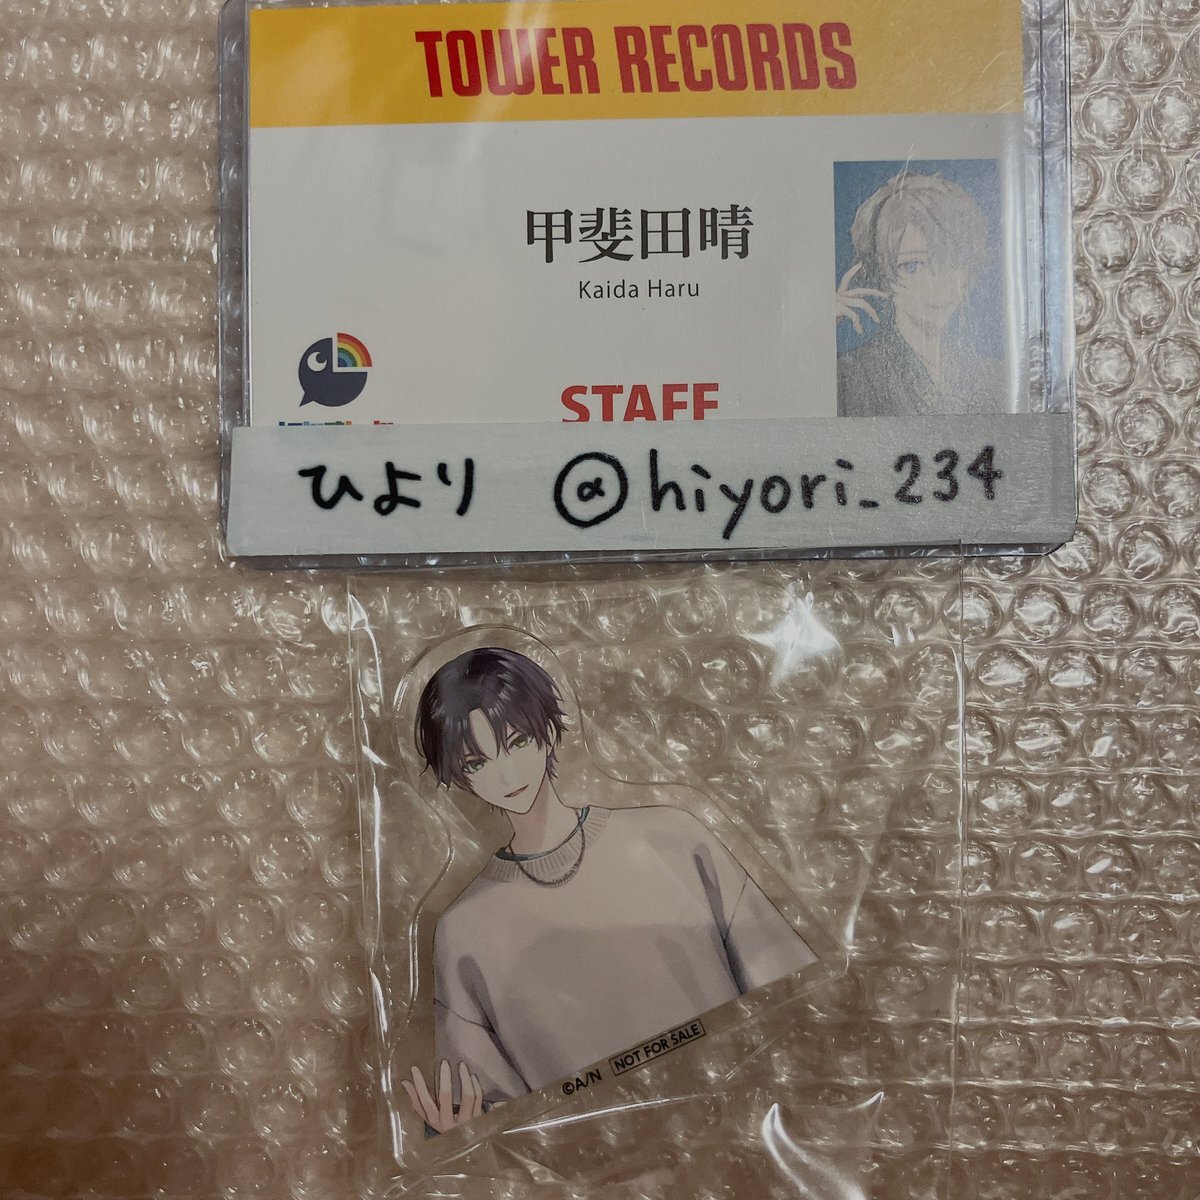 TOWER RECORDS
甲斐田晴
Kaida Haru
STAFF
ひより @hiyori_234
©A/N NOT FOR SALE